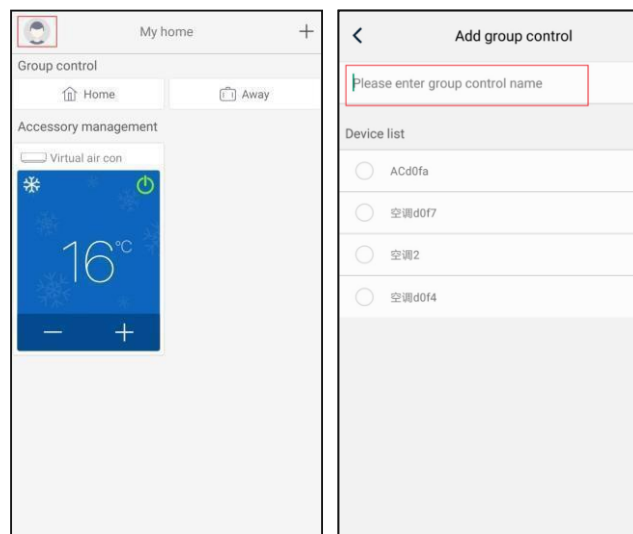 My home
+
Group control
Home
Away
Accessory management
Virtual air con
16°C
— +
Add group control
Please enter group control name
Device list
ACd0fa
空调d0f7
空调2
空调d0f4